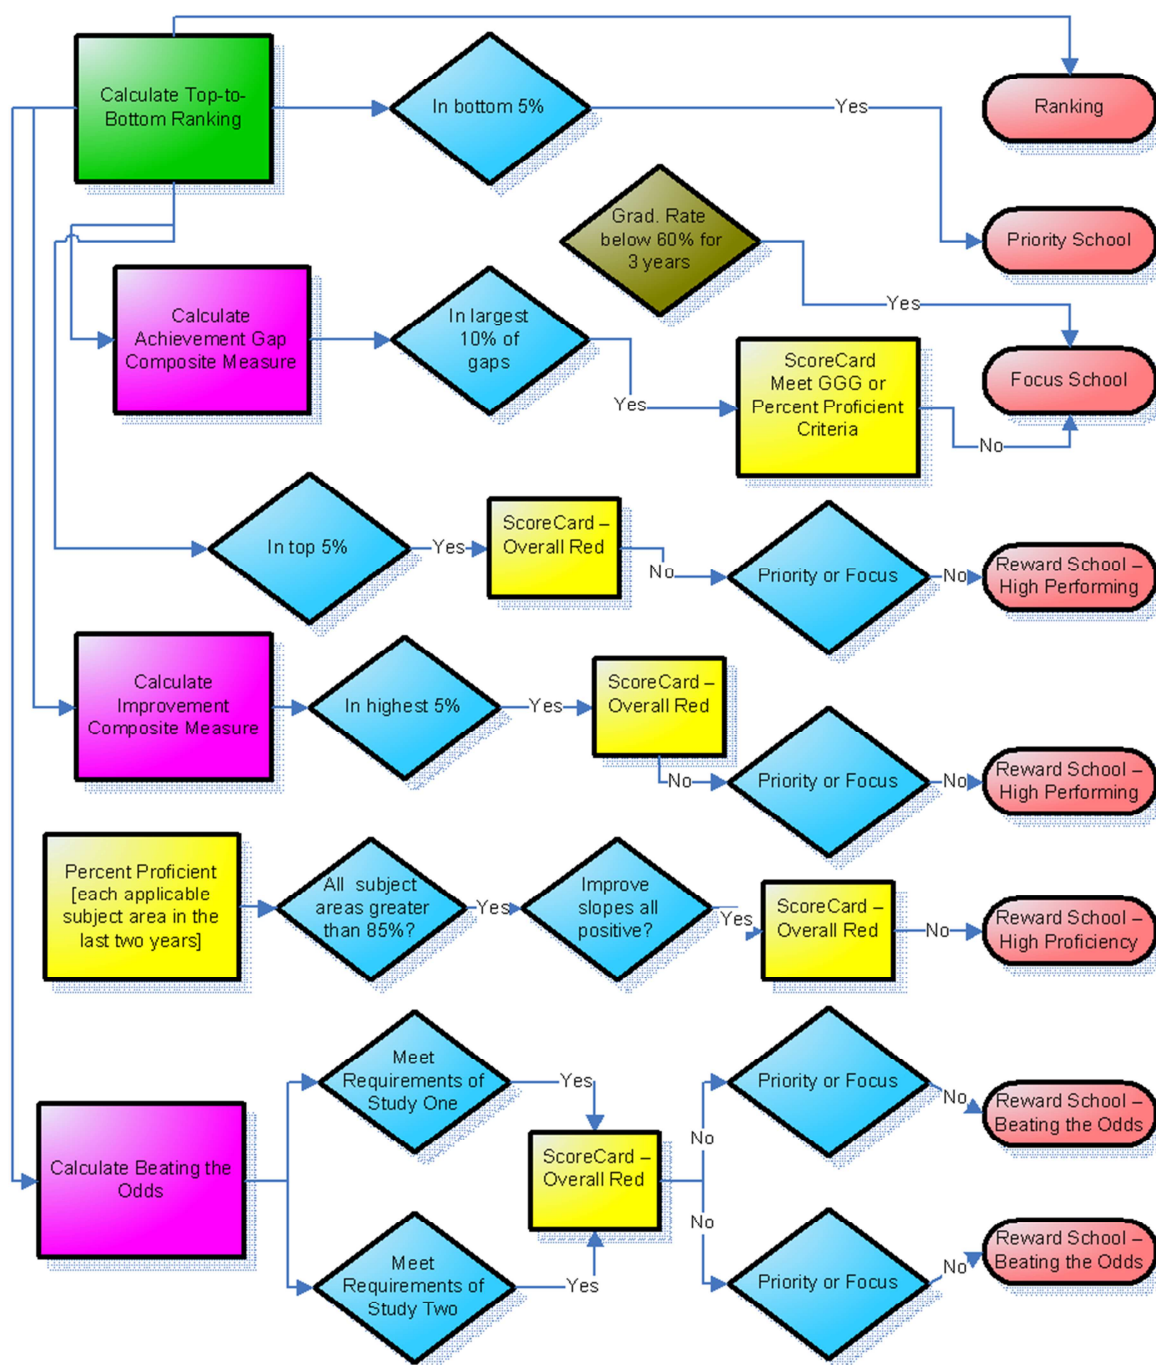 Calculate Top-to-
Bottom Ranking
In bottom 5%
Yes
Ranking
Grad. Rate
below 60% for
3 years
Priority School
Yes
Calculate
Achievement Gap
Composite Measure
In largest
10% of
gaps
Yes
ScoreCard
Meet GGG or
Percent Proficient
Criteria
No
Focus School
In top 5%
Yes
ScoreCard –
Overall Red
No
Priority or Focus
No
Reward School –
High Performing
Calculate
Improvement
Composite Measure
In highest 5%
Yes
ScoreCard –
Overall Red
No
Priority or Focus
No
Reward School –
High Performing
Percent Proficient
[each applicable
subject area in the
last two years]
All subject
areas greater
than 85%?
Yes
Improve
slopes all
positive?
Yes
ScoreCard –
Overall Red
No
Reward School –
High Proficiency
Calculate Beating the
Odds
Meet
Requirements of
Study One
Yes
Meet
Requirements of
Study Two
Yes
ScoreCard –
Overall Red
No
Priority or Focus
No
Reward School –
Beating the Odds
No
Priority or Focus
No
Reward School –
Beating the Odds